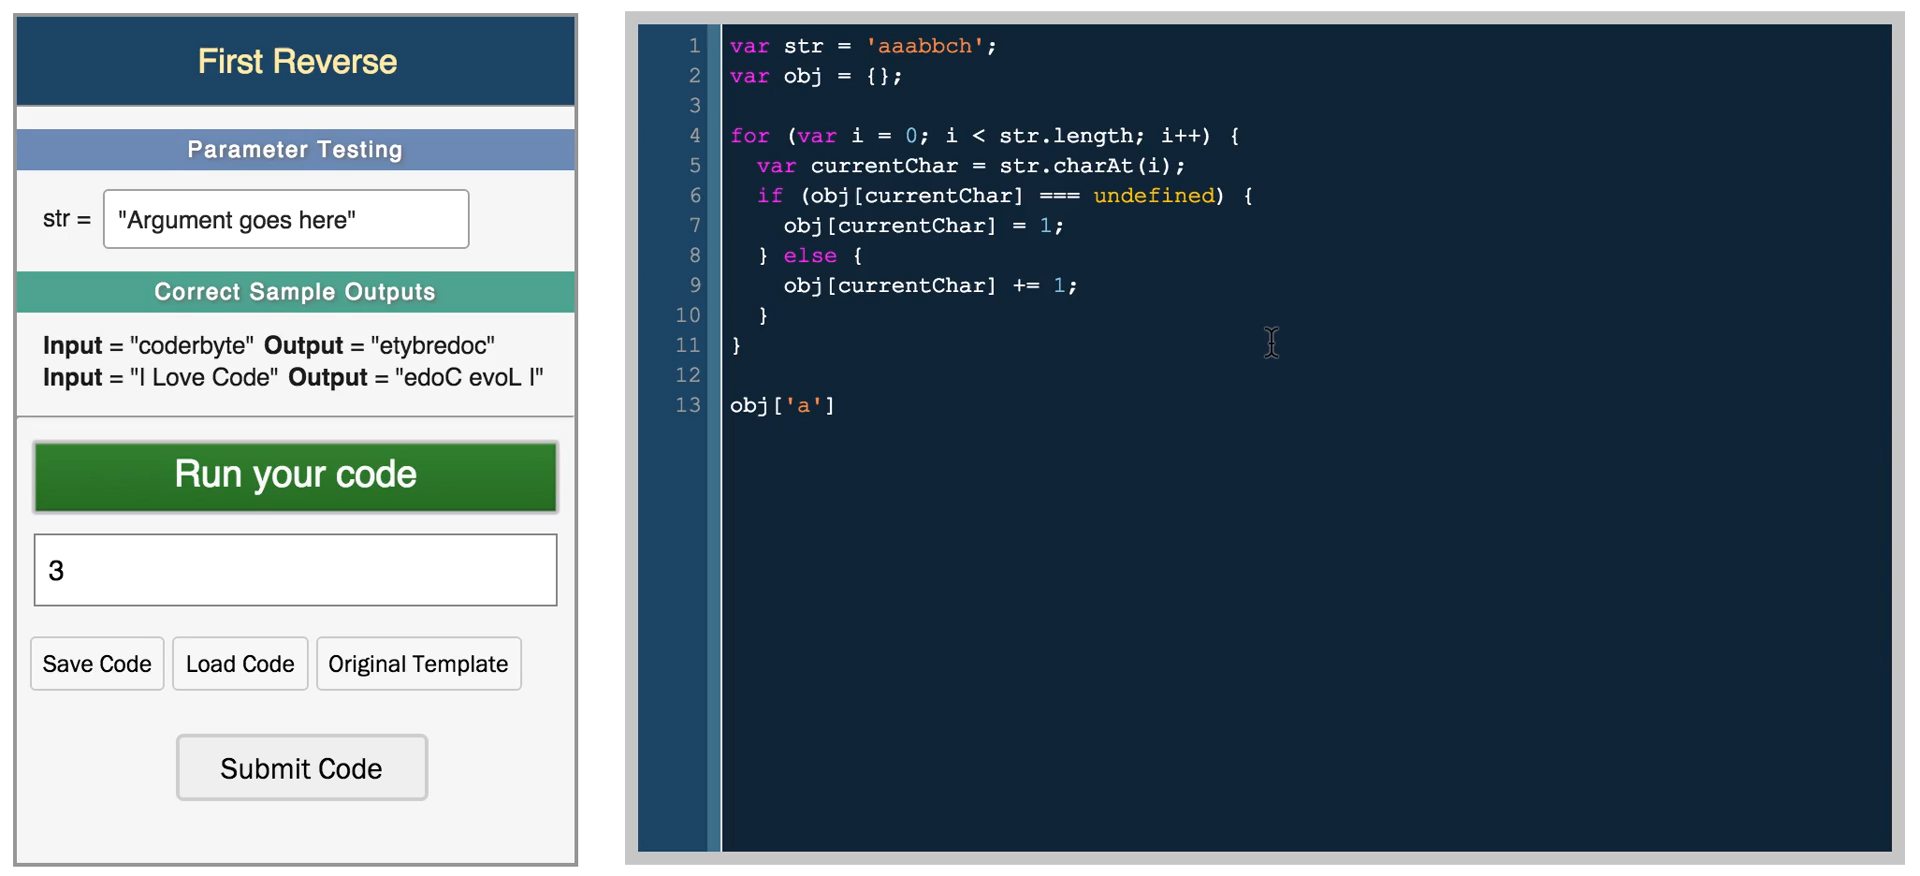 First Reverse
Parameter Testing
str = "Argument goes here"
Correct Sample Outputs
Input = "coderbyte" Output = "etybredoc"
Input = "I Love Code" Output = "edoC evoL I"
Run your code
3
Save Code Load Code Original Template
Submit Code
1 var str = 'aaabbch';
2 var obj = {};
3
4 for (var i = 0; i < str.length; i++) {
5   var currentChar = str.charAt(i);
6   if (obj[currentChar] === undefined) {
7     obj[currentChar] = 1;
8   } else {
9     obj[currentChar] += 1;
10   }
11 }
12
13 obj['a']